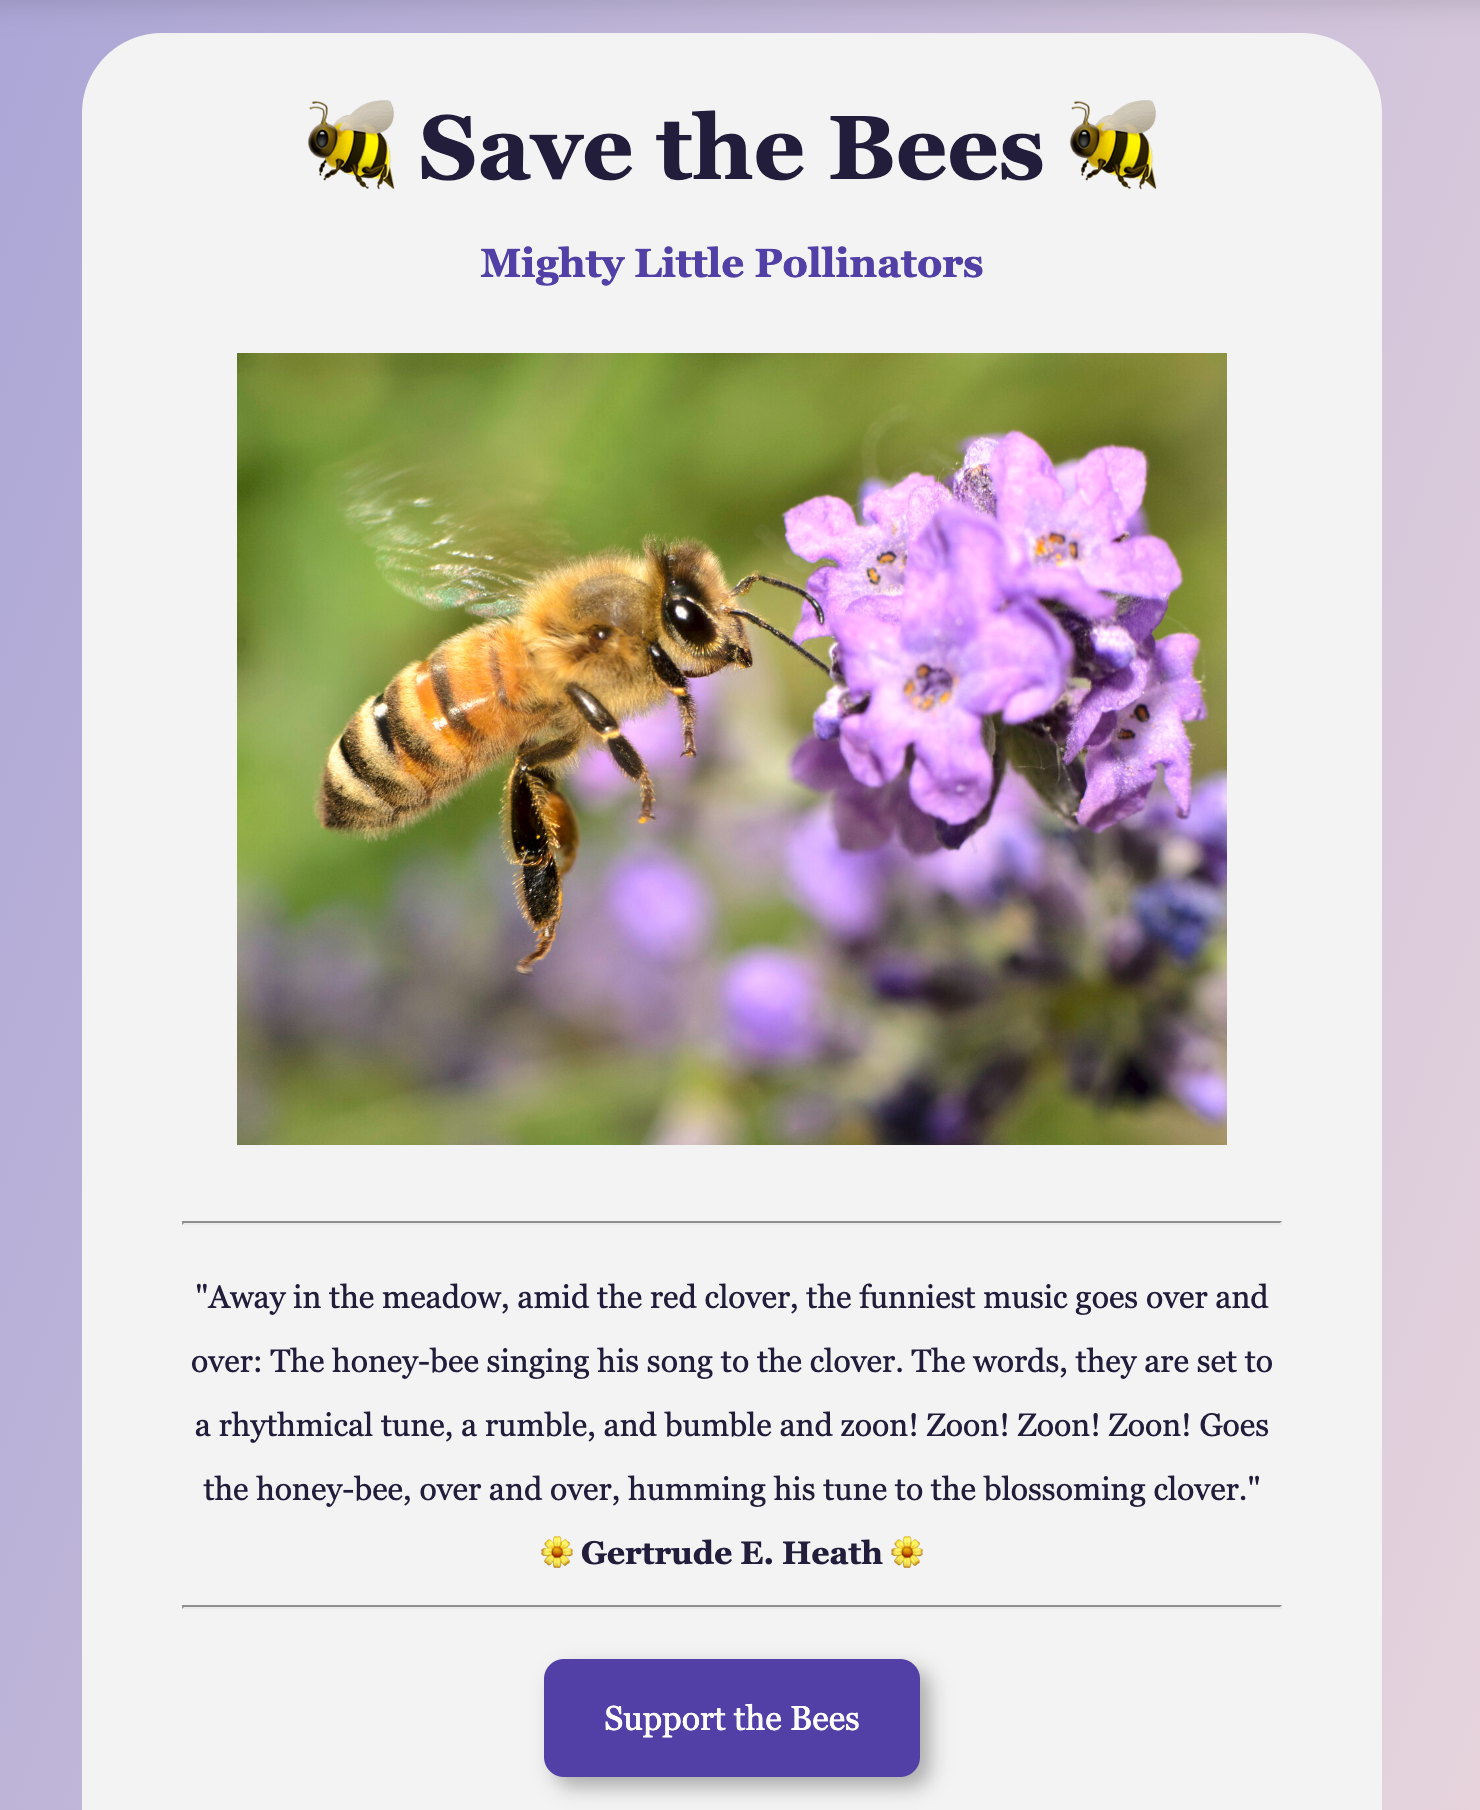 Save the Bees
Mighty Little Pollinators
"Away in the meadow, amid the red clover, the funniest music goes over and
over: The honey-bee singing his song to the clover. The words, they are set to
a rhythmical tune, a rumble, and bumble and zoon! Zoon! Zoon! Zoon! Goes
the honey-bee, over and over, humming his tune to the blossoming clover."
Gertrude E. Heath
Support the Bees